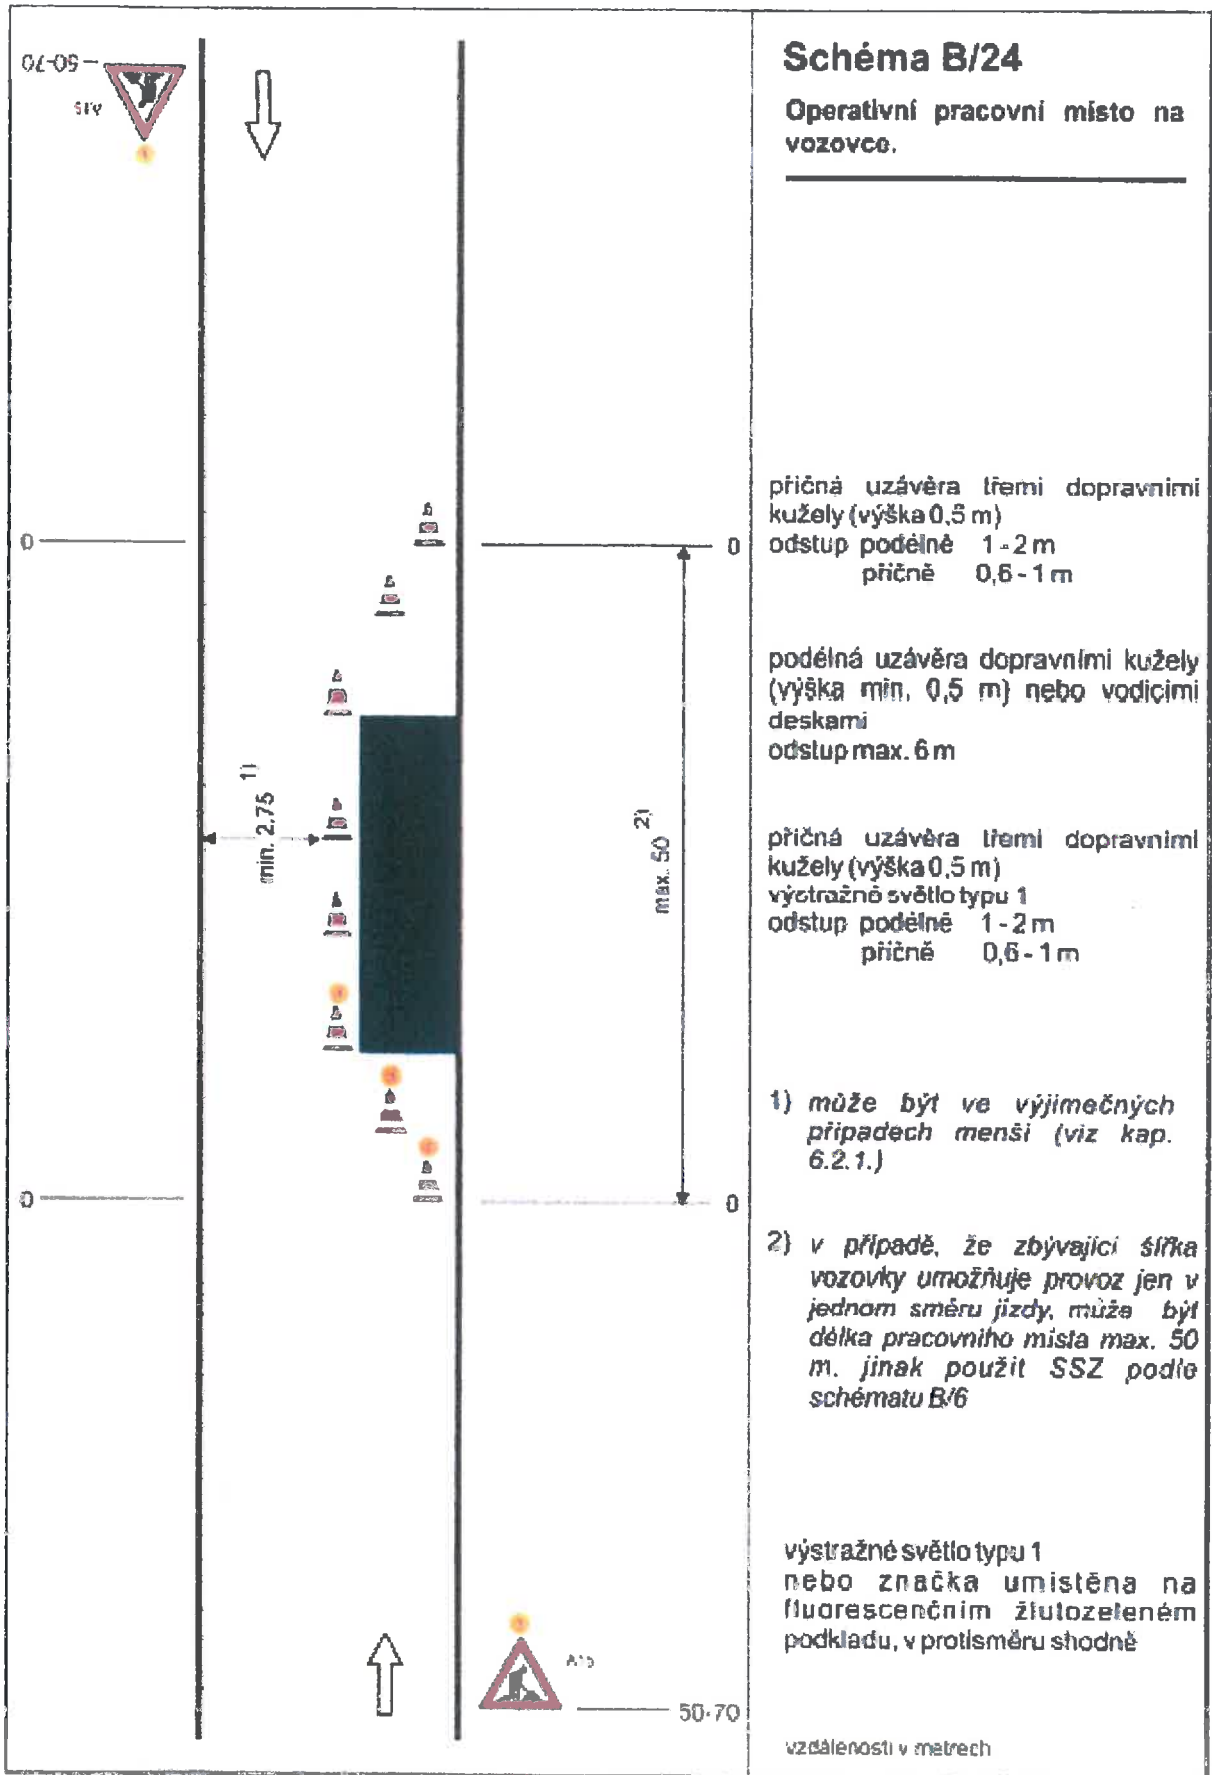 Schéma B/24
Operativní pracovní místo na
vozovce.
50-70
A15
příčná uzávěra třemi dopravními
kužely (výška 0,5 m)
odstup podélně 1-2 m
příčně 0,6-1 m
0
0
podélná uzávěra dopravními kužely
(výška min. 0,5 m) nebo vodicími
deskami
odstup max. 6 m
min. 2.75 1)
max. 50 2)
příčná uzávěra třemi dopravními
kužely (výška 0,5 m)
výstražné světlo typu 1
odstup podélně 1-2 m
příčně 0,6-1 m
1) může být ve výjimečných
případech menší (viz kap.
6.2.1.)
0
0
2) v případě, že zbývající šířka
vozovky umožňuje provoz jen v
jednom směru jízdy, může být
délka pracovního místa max. 50
m. jinak použít SSZ podle
schématu B/6
výstražné světlo typu 1
nebo značka umístěna na
fluorescenčním žlutozeleném
podkladu, v protisměru shodně
A15
50-70
vzdálenosti v metrech